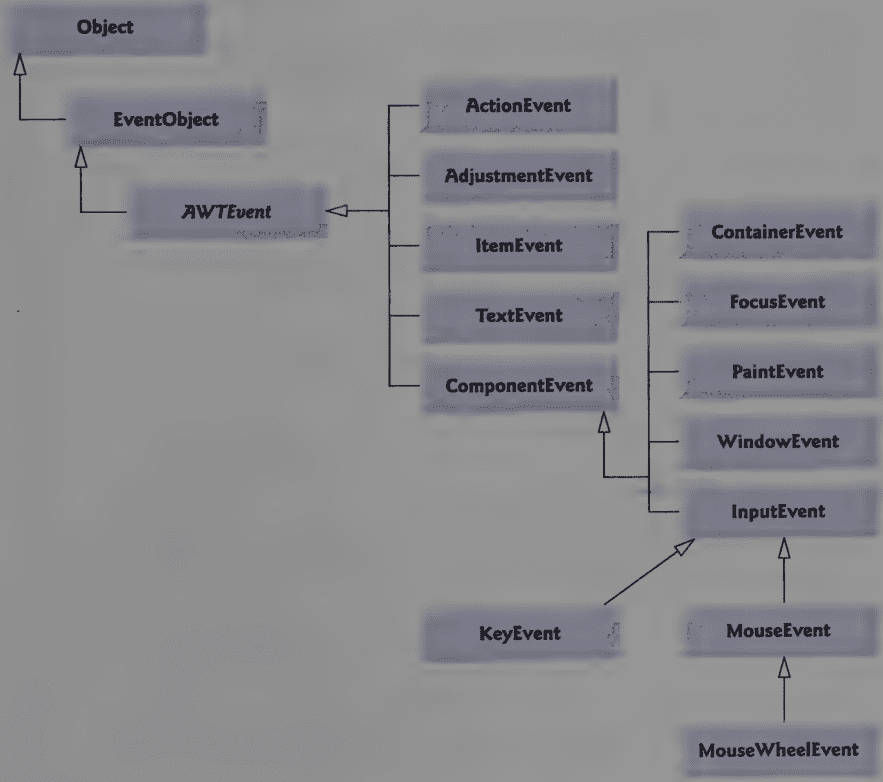 Object
EventObject
AWTEvent
ActionEvent
AdjustmentEvent
ItemEvent
TextEvent
ComponentEvent
ContainerEvent
FocusEvent
PaintEvent
WindowEvent
InputEvent
KeyEvent
MouseEvent
MouseWheelEvent